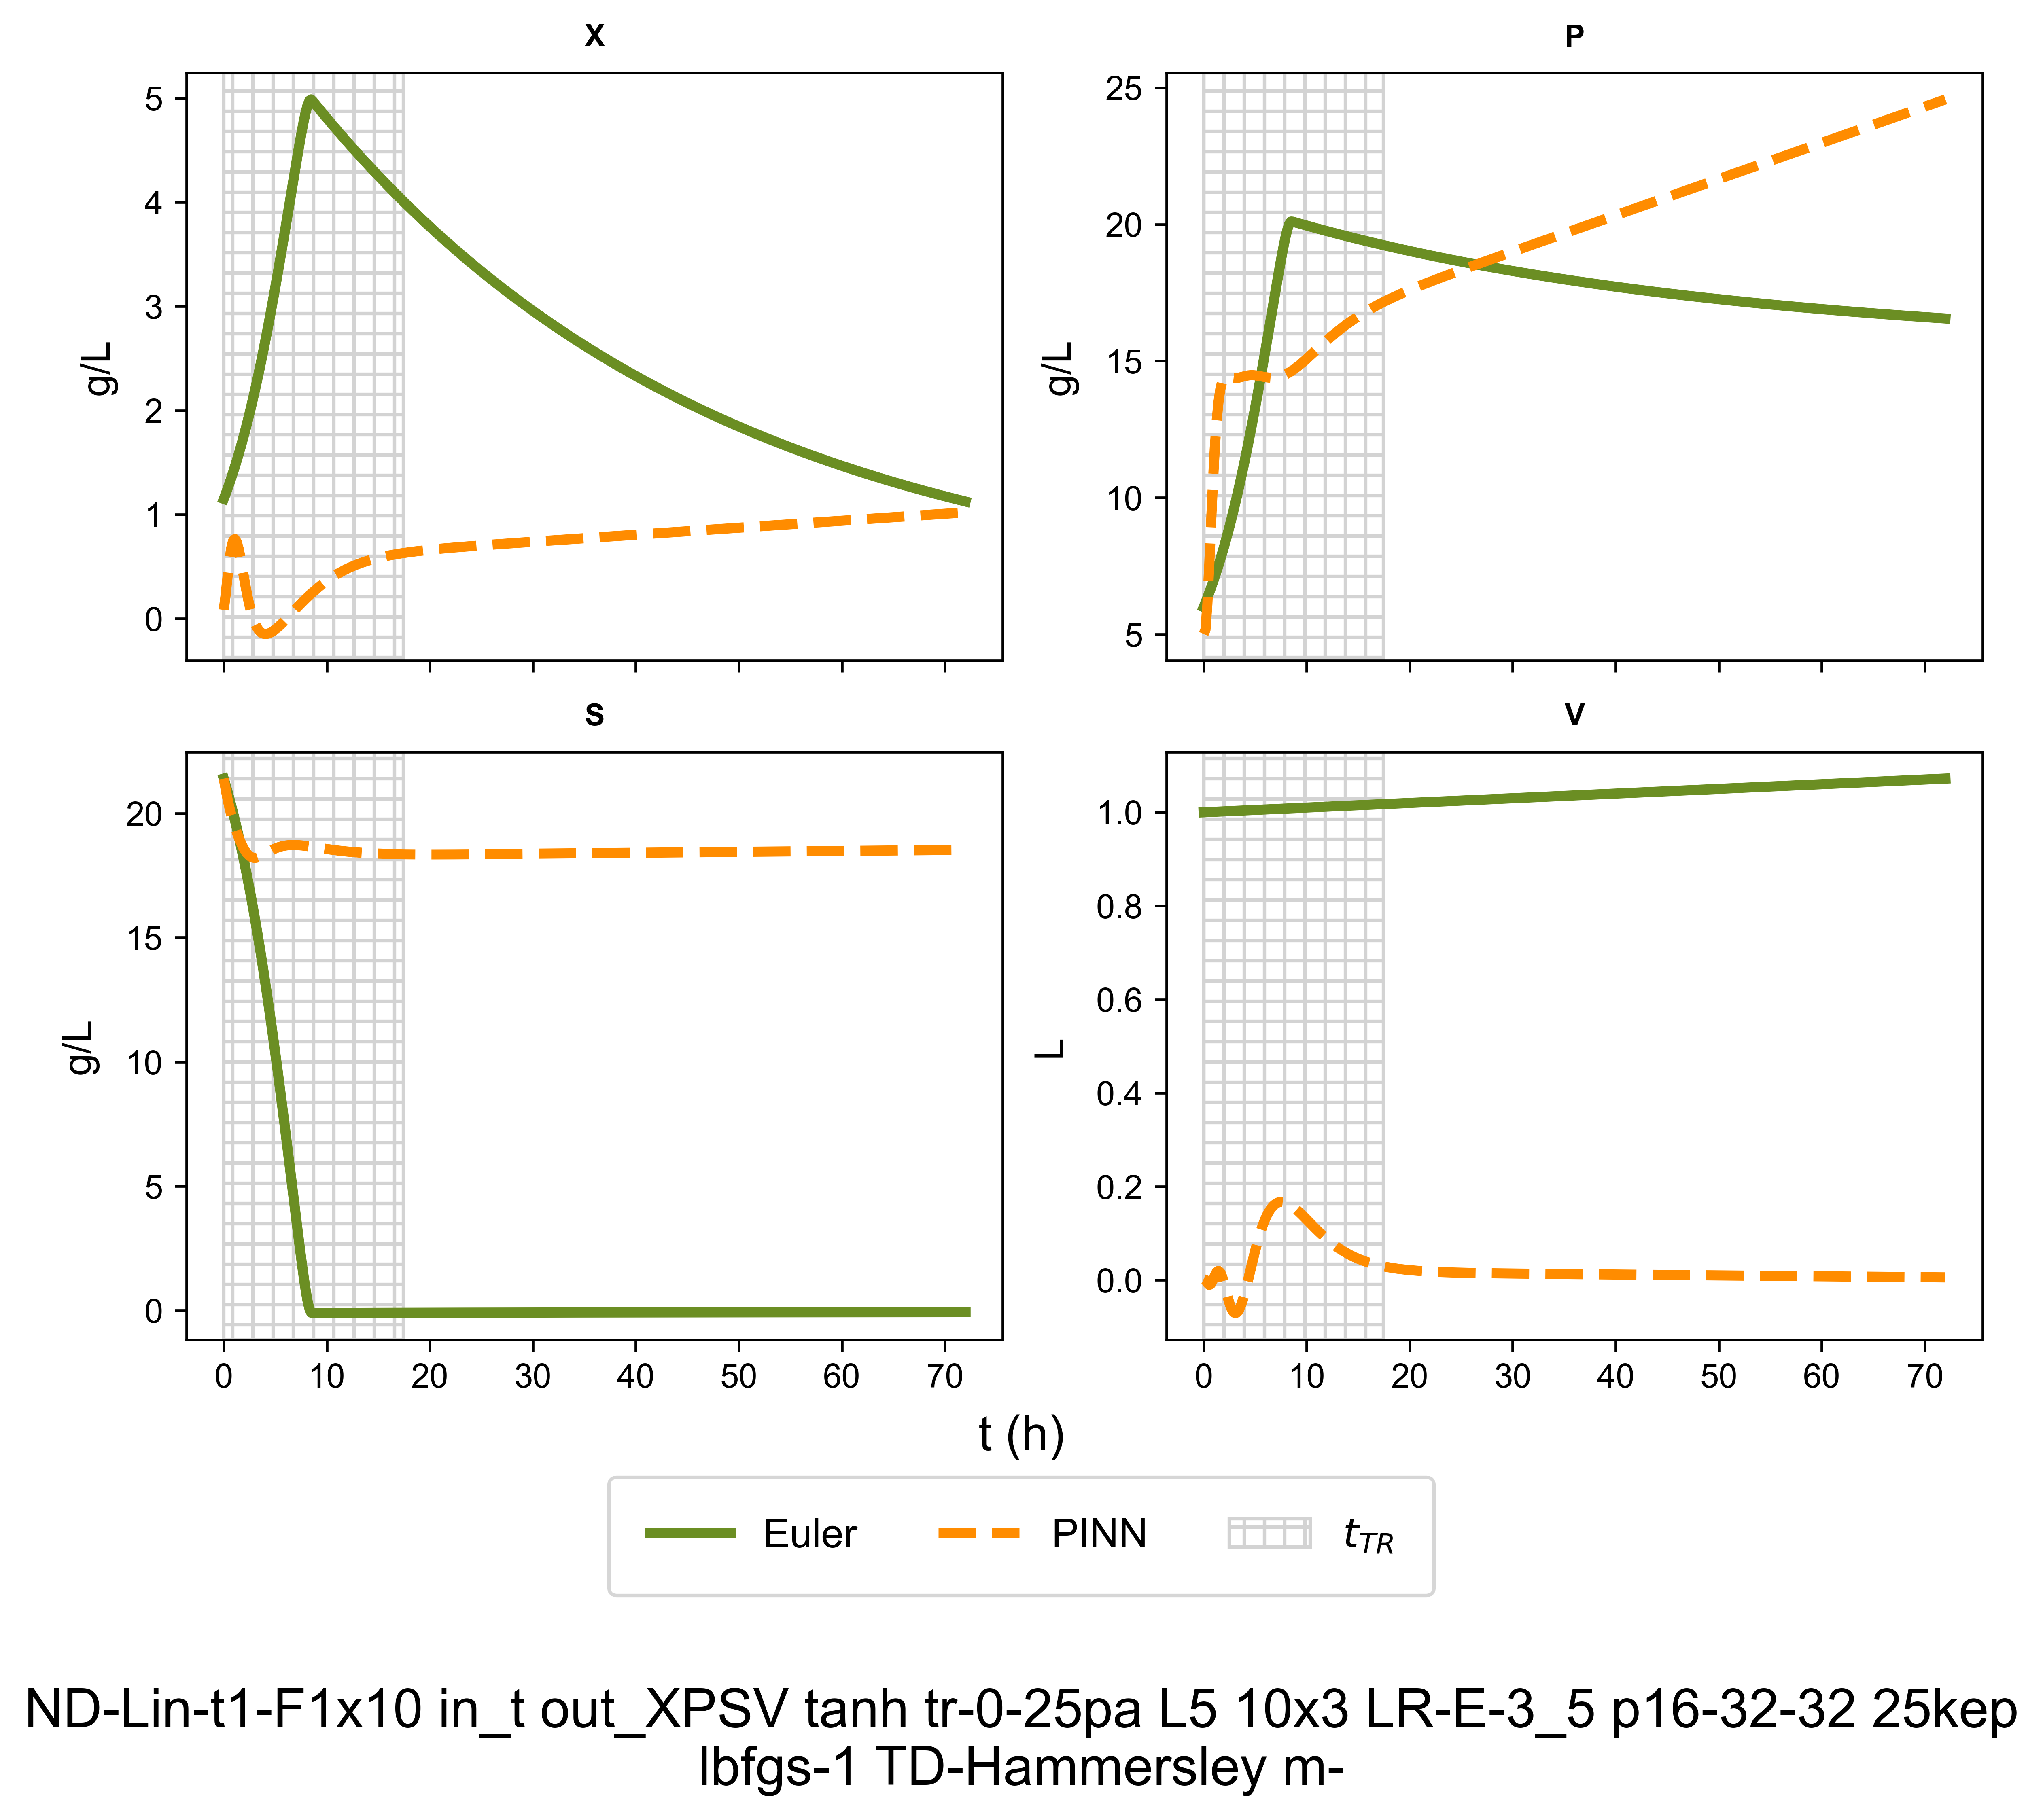 X
5
4
3
2
1
0
g/L
P
25
20
15
10
5
g/L
S
20
15
10
5
0
g/L
0 10 20 30 40 50 60 70
V
1.0
0.8
0.6
0.4
0.2
0.0
L
0 10 20 30 40 50 60 70
t (h)
Euler PINN t_TR
ND-Lin-t1-F1x10 in_t out_XPSV tanh tr-0-25pa L5 10x3 LR-E-3_5 p16-32-32 25kep
lbfgs-1 TD-Hammersley m-